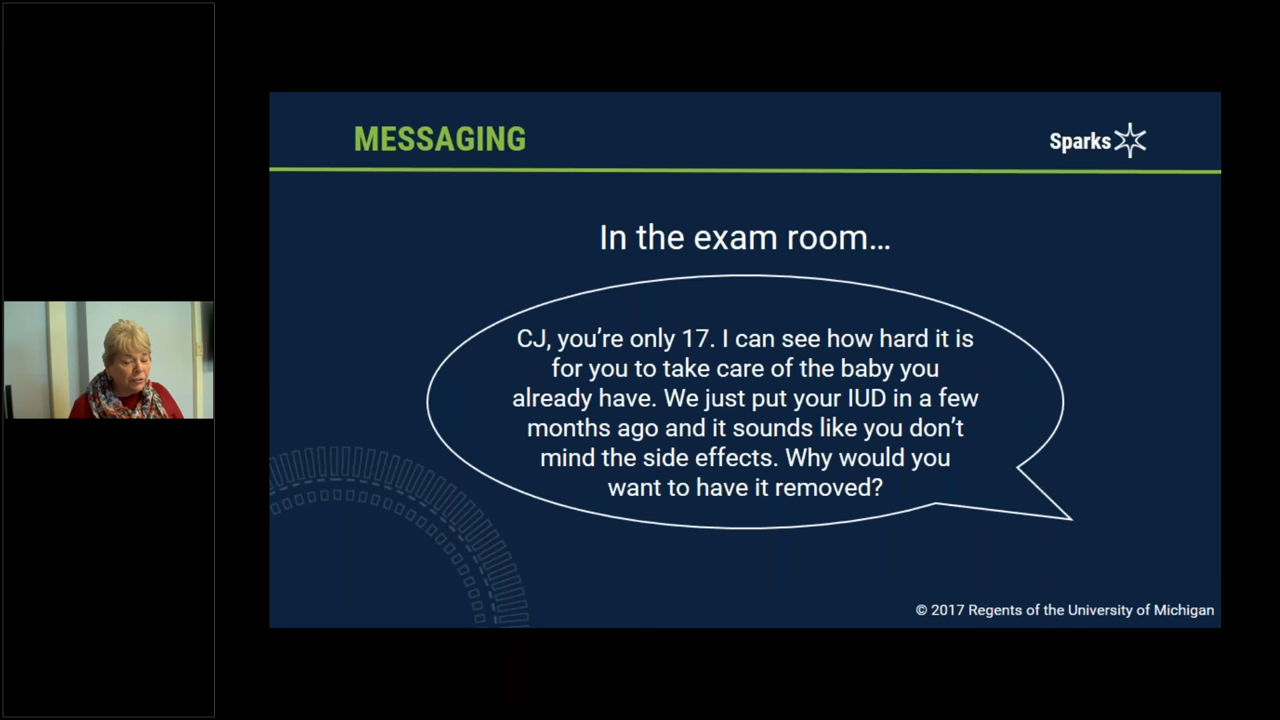 MESSAGING
Sparks
In the exam room…
CJ, you’re only 17. I can see how hard it is
for you to take care of the baby you
already have. We just put your IUD in a few
months ago and it sounds like you don’t
mind the side effects. Why would you
want to have it removed?
© 2017 Regents of the University of Michigan